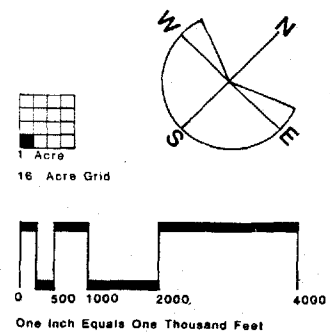 W N
S E
1 Acre
16 Acre Grid
0 500 1000 2000, 4000
One Inch Equals One Thousand Feet